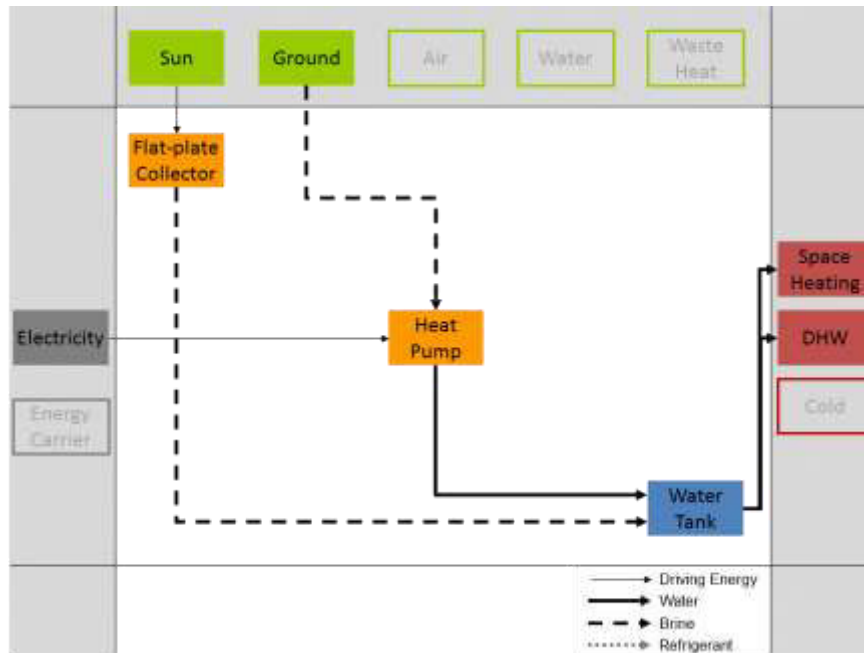 Sun
Ground
Air
Water
Waste
Heat
Flat-plate
Collector
Space
Heating
Electricity
Heat
Pump
DHW
Energy
Carrier
Cold
Water
Tank
Driving Energy
Water
Brine
Refrigerant